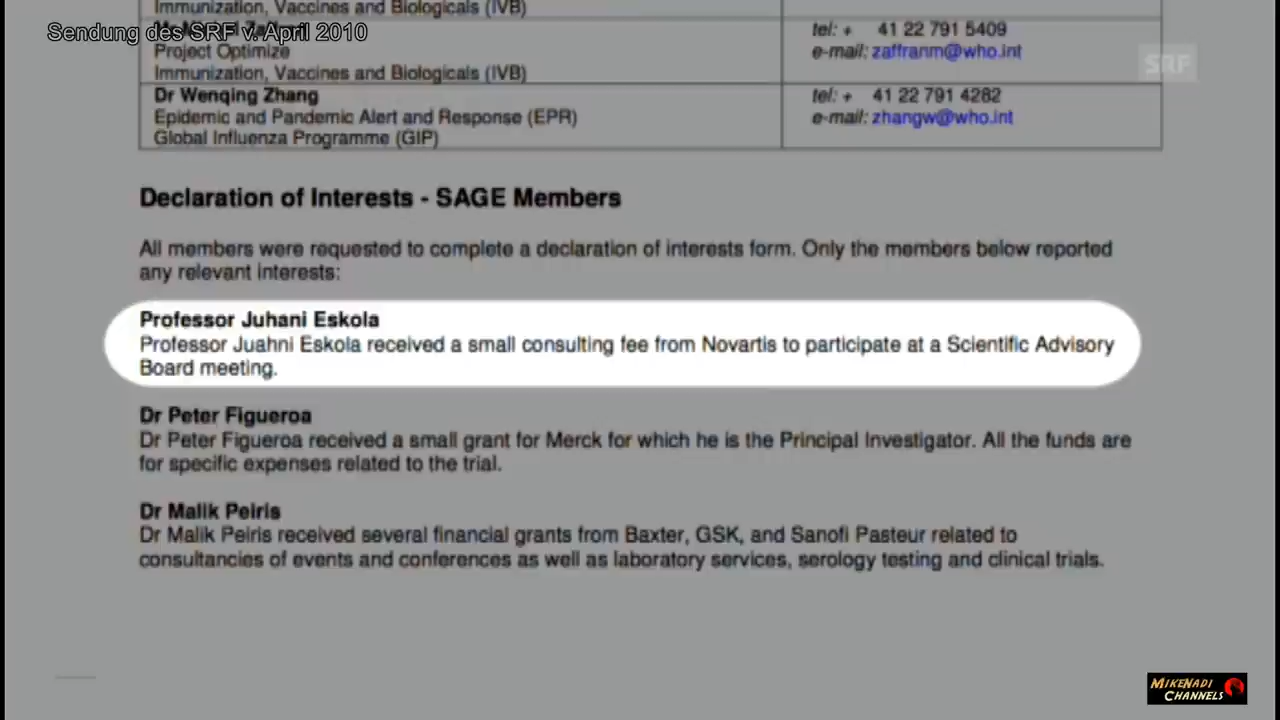 Immunization, Vaccines and Biologicals (IVB)
Sendung des SRF v. April 2010
tel: + 41 22 791 5409
Project Optimize
e-mail: zaffranm@who.int
Immunization, Vaccines and Biologicals (IVB)
SRF
Dr Wenqing Zhang
tel: + 41 22 791 4282
Epidemic and Pandemic Alert and Response (EPR)
e-mail: zhangw@who.int
Global Influenza Programme (GIP)
Declaration of Interests - SAGE Members
All members were requested to complete a declaration of interests form. Only the members below reported
any relevant interests:
Professor Juhani Eskola
Professor Juahni Eskola received a small consulting fee from Novartis to participate at a Scientific Advisory
Board meeting.
Dr Peter Figueroa
Dr Peter Figueroa received a small grant for Merck for which he is the Principal Investigator. All the funds are
for specific expenses related to the trial.
Dr Malik Peiris
Dr Malik Peiris received several financial grants from Baxter, GSK, and Sanofi Pasteur related to
consultancies of events and conferences as well as laboratory services, serology testing and clinical trials.
MIKENADI
CHANNELS